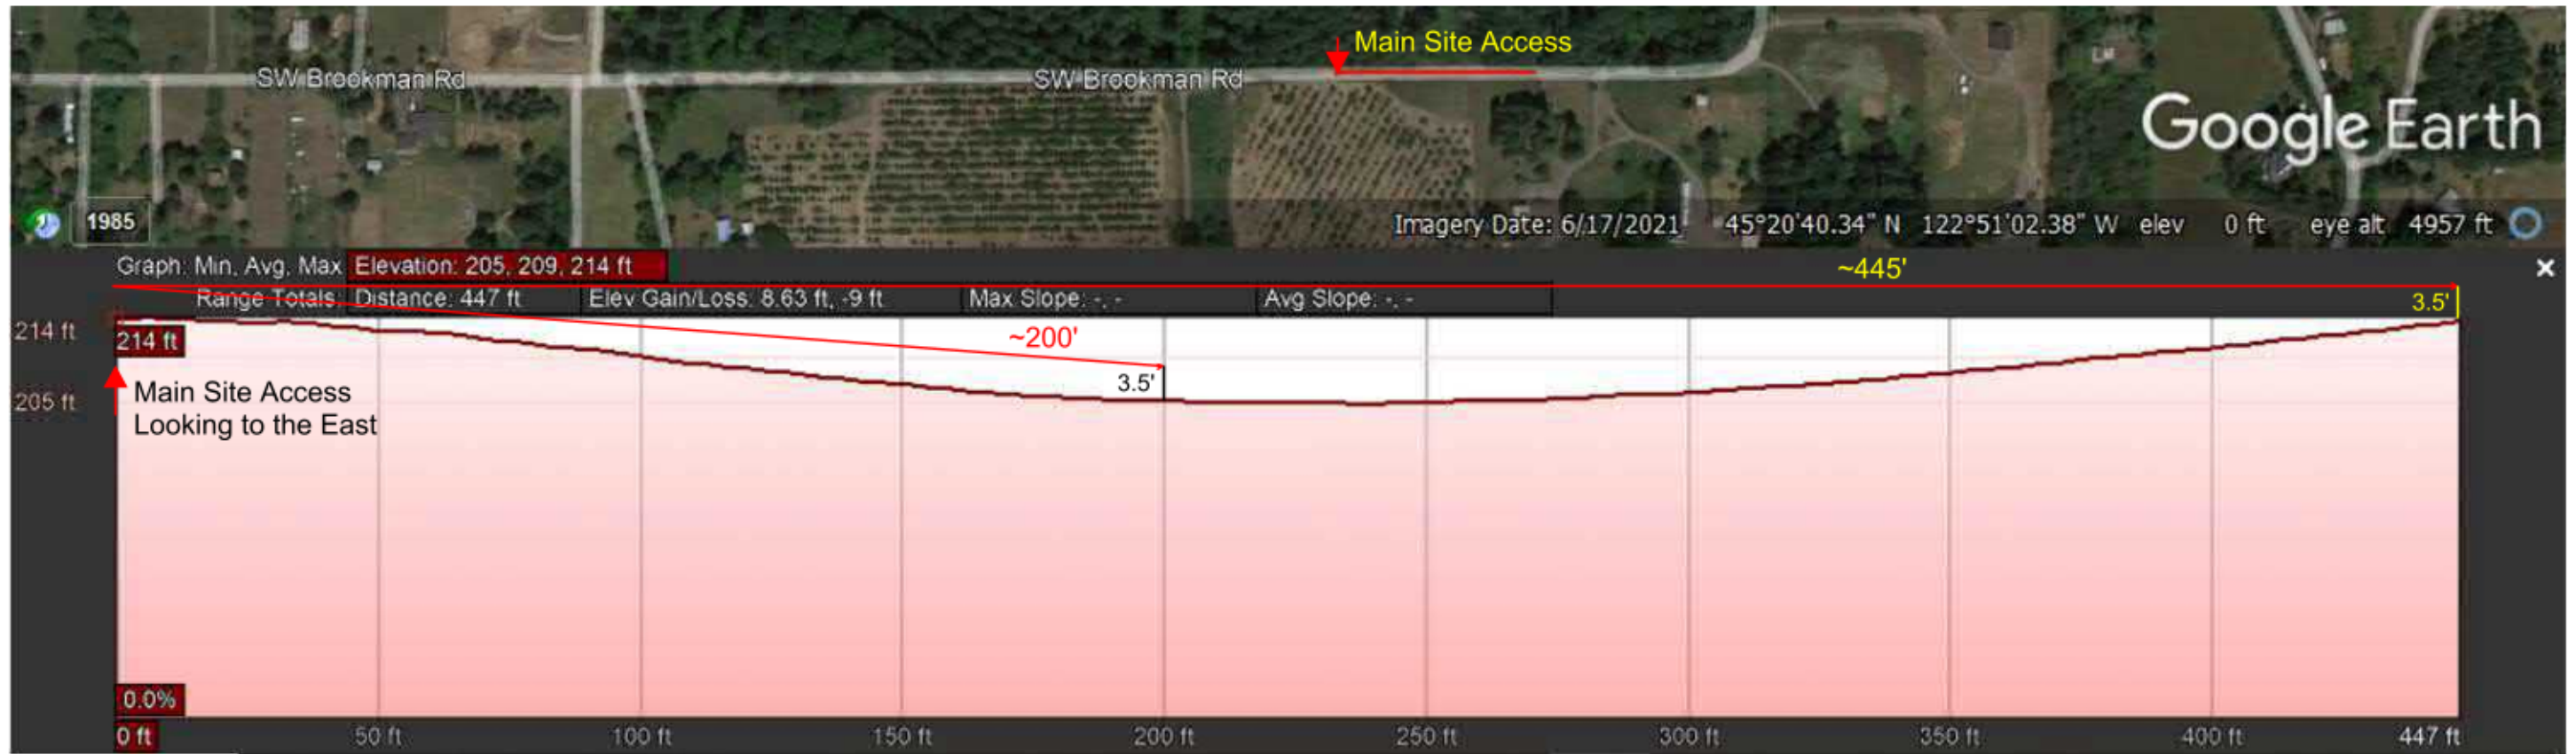 Main Site Access
SW Brookman Rd
SW Brookman Rd
Google Earth
1985
Imagery Date: 6/17/2021 45°20'40.34" N 122°51'02.38" W elev 0 ft eye alt 4957 ft
Graph: Min, Avg, Max Elevation: 205, 209, 214 ft
~445'
Range Totals: Distance: 447 ft Elev Gain/Loss: 8.63 ft, -9 ft Max Slope: -, - Avg Slope: -, -
3.5'
214 ft
214 ft
~200'
3.5'
Main Site Access
Looking to the East
205 ft
0.0%
0 ft 50 ft 100 ft 150 ft 200 ft 250 ft 300 ft 350 ft 400 ft 447 ft